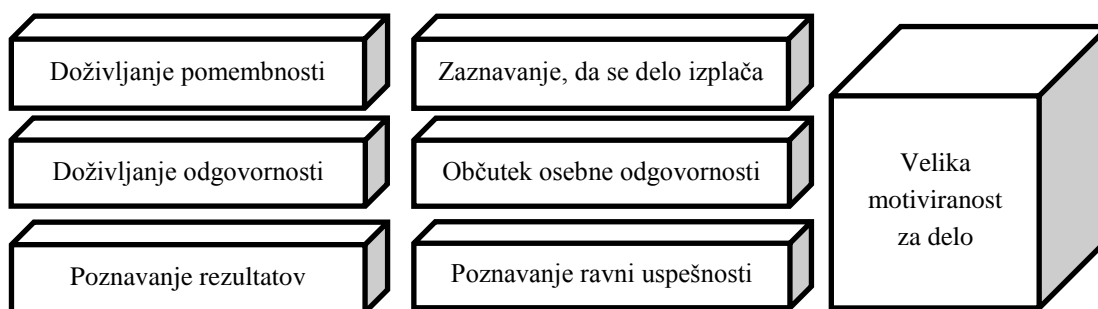 Doživljanje pomembnosti
Zaznavanje, da se delo izplača
Doživljanje odgovornosti
Občutek osebne odgovornosti
Poznavanje rezultatov
Poznavanje ravni uspešnosti
Velika
motiviranost
za delo